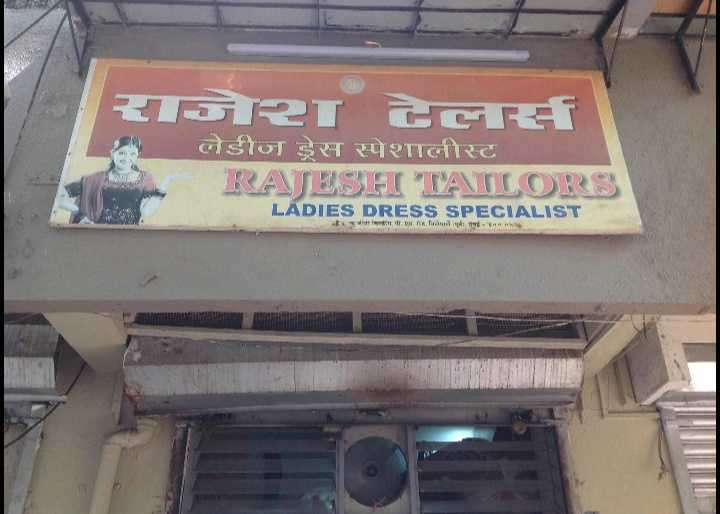 राजेश टेलर्स
लेडीज ड्रेस स्पेशालीस्ट
RAJESH TAILORS
LADIES DRESS SPECIALIST